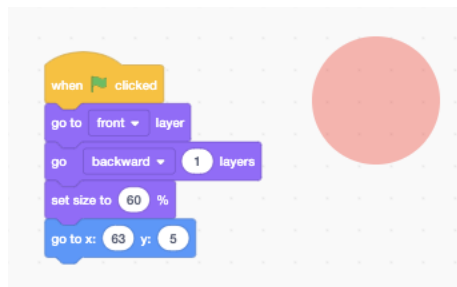 when clicked
go to front layer
go backward 1 layers
set size to 60 %
go to x: 63 y: 5